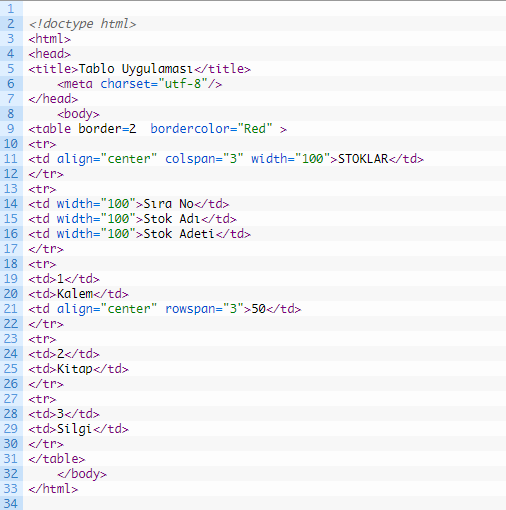 1
2 <!doctype html>
3 <html>
4 <head>
5 <title>Tablo Uygulaması</title>
6     <meta charset="utf-8"/>
7 </head>
8     <body>
9 <table border=2  bordercolor="Red" >
10 <tr>
11 <td align="center" colspan="3" width="100">STOKLAR</td>
12 </tr>
13 <tr>
14 <td width="100">Sıra No</td>
15 <td width="100">Stok Adı</td>
16 <td width="100">Stok Adeti</td>
17 </tr>
18 <tr>
19 <td>1</td>
20 <td>Kalem</td>
21 <td align="center" rowspan="3">50</td>
22 </tr>
23 <tr>
24 <td>2</td>
25 <td>Kitap</td>
26 </tr>
27 <tr>
28 <td>3</td>
29 <td>Silgi</td>
30 </tr>
31 </table>
32     </body>
33 </html>
34